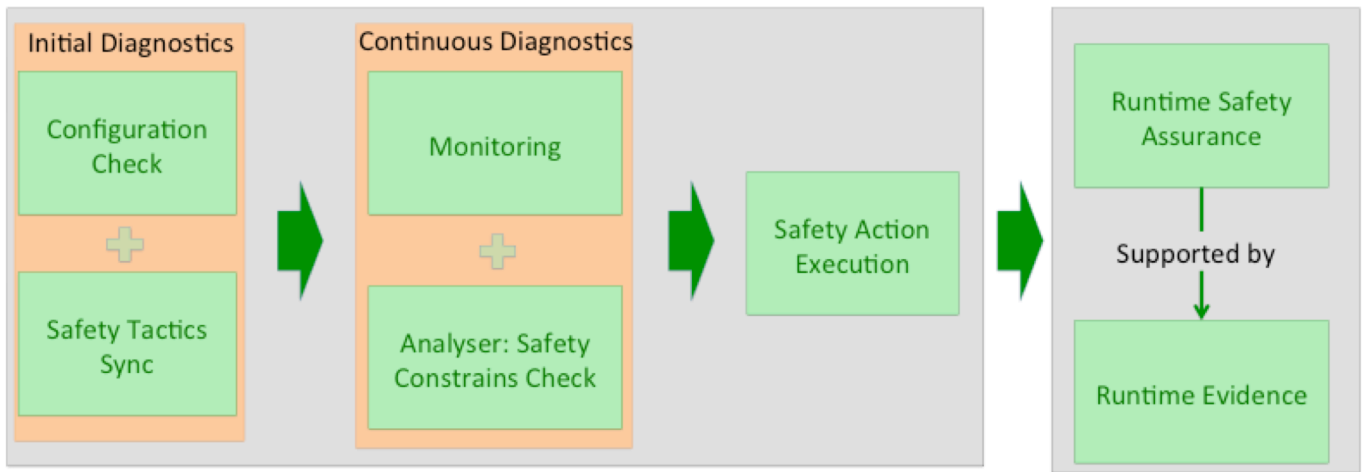 Initial Diagnostics
Configuration
Check
Safety Tactics
Sync
Continuous Diagnostics
Monitoring
Analyser: Safety
Constrains Check
Safety Action
Execution
Runtime Safety
Assurance
Supported by
Runtime Evidence